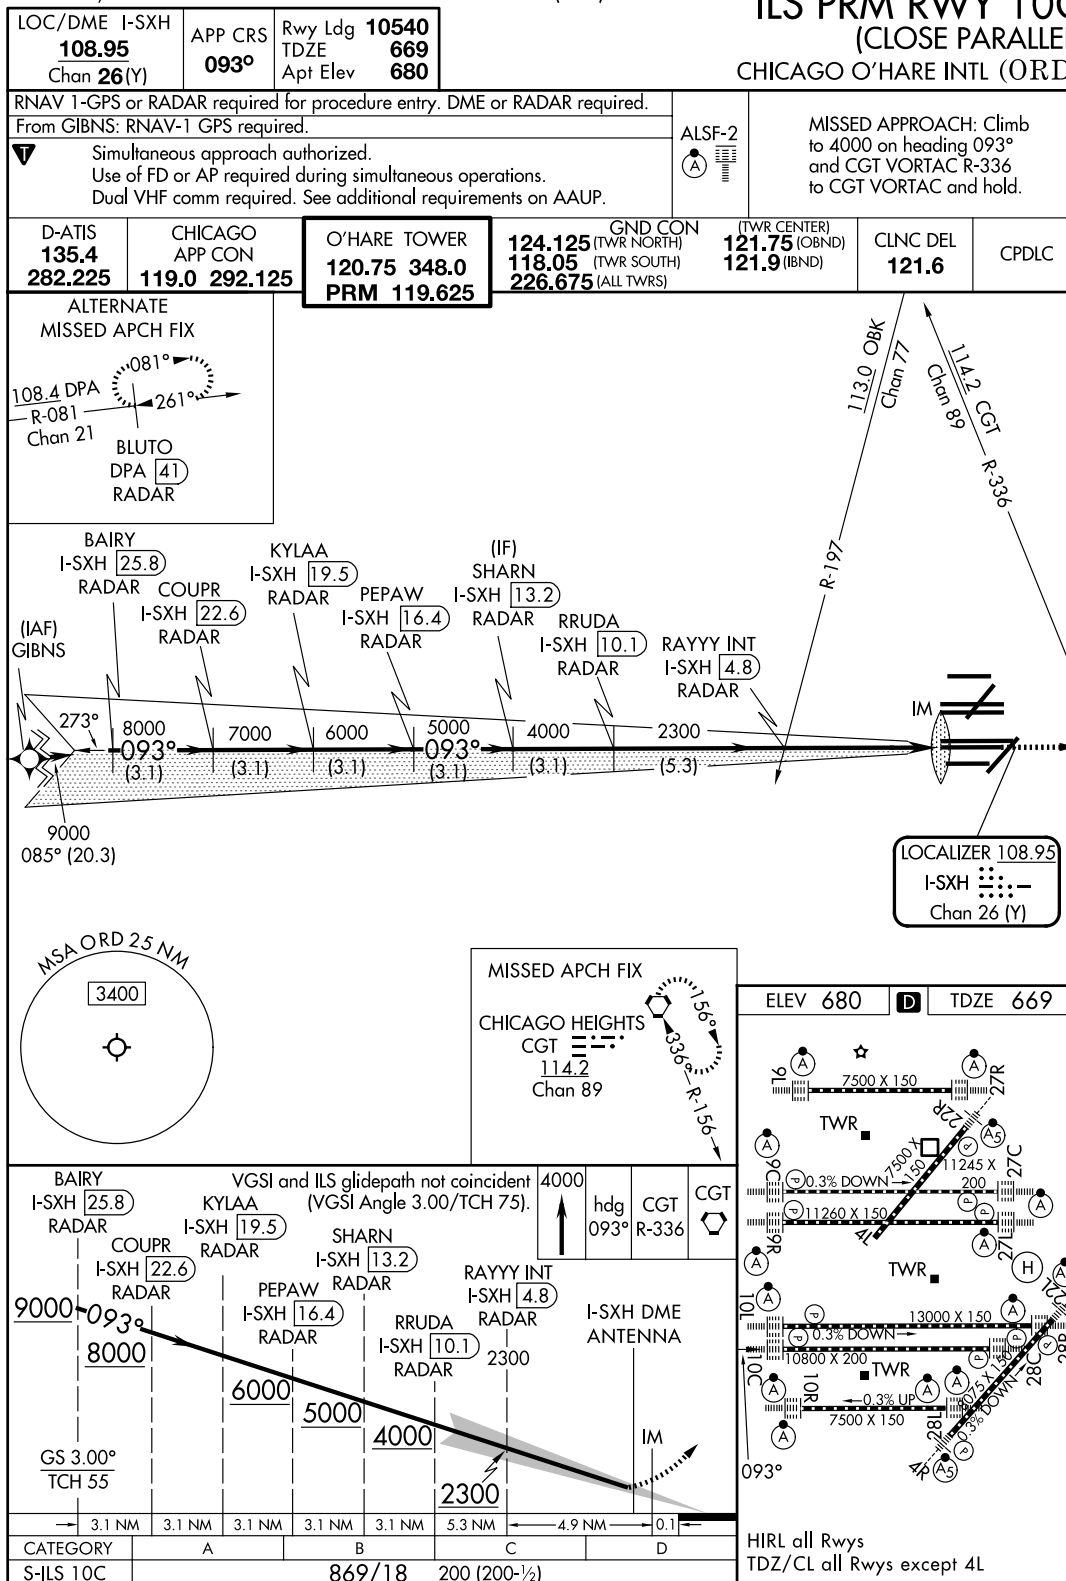 ILS PRM RWY 10C
(CLOSE PARALLEL
CHICAGO O'HARE INTL (ORD
LOC/DME I-SXH
108.95
Chan 26(Y)
APP CRS
093°
Rwy Ldg 10540
TDZE 669
Apt Elev 680
RNAV 1-GPS or RADAR required for procedure entry. DME or RADAR required.
From GIBNS: RNAV-1 GPS required.
T
Simultaneous approach authorized.
Use of FD or AP required during simultaneous operations.
Dual VHF comm required. See additional requirements on AAUP.
ALSF-2
A
MISSED APPROACH: Climb
to 4000 on heading 093°
and CGT VORTAC R-336
to CGT VORTAC and hold.
D-ATIS
135.4
282.225
CHICAGO
APP CON
119.0 292.125
O'HARE TOWER
120.75 348.0
PRM 119.625
GND CON
124.125 (TWR NORTH)
118.05 (TWR SOUTH)
226.675 (ALL TWRS)
(TWR CENTER)
121.75 (OBND)
121.9 (IBND)
CLNC DEL
121.6
CPDLC
ALTERNATE
MISSED APCH FIX
081°
261°
108.4 DPA
R-081
Chan 21
BLUTO
DPA 41
RADAR
113.0 OBK
Chan 77
R-197
114.2 CGT
Chan 89
R-336
(IAF)
GIBNS
BAIRY
I-SXH 25.8
RADAR
COUPR
I-SXH 22.6
RADAR
KYLAA
I-SXH 19.5
RADAR
PEPAW
I-SXH 16.4
RADAR
(IF)
SHARN
I-SXH 13.2
RADAR
RRUDA
I-SXH 10.1
RADAR
RAYYY INT
I-SXH 4.8
RADAR
IM
273°
8000
093°
(3.1)
7000
(3.1)
6000
(3.1)
5000
093°
(3.1)
4000
(3.1)
2300
(5.3)
9000
085° (20.3)
LOCALIZER 108.95
I-SXH
Chan 26 (Y)
MSA ORD 25 NM
3400
MISSED APCH FIX
CHICAGO HEIGHTS
CGT
114.2
Chan 89
156°
336°
R-156
ELEV 680
D
TDZE 669
9L
7500 X 150
27R
A
A
TWR
22R
A5
P
A
9C
P
0.3% DOWN
7500 X 150
11245 X 200
27C
P
A
11260 X 150
P
P
9R
4L
27L
A
A
TWR
H
A
22L
10L
A
P
13000 X 150
28R
P
0.3% DOWN
P
P
10C
10800 X 200
P
28C
TWR
A
10R
0.3% UP
A
A
7500 X 150
28L
8075 X 150
0.3% DOWN
P
A
4R
A5
093°
HIRL all Rwys
TDZ/CL all Rwys except 4L
VGSI and ILS glidepath not coincident
(VGSI Angle 3.00/TCH 75).
4000
hdg
093°
CGT
R-336
CGT
BAIRY
I-SXH 25.8
RADAR
COUPR
I-SXH 22.6
RADAR
KYLAA
I-SXH 19.5
RADAR
PEPAW
I-SXH 16.4
RADAR
SHARN
I-SXH 13.2
RADAR
RRUDA
I-SXH 10.1
RADAR
RAYYY INT
I-SXH 4.8
RADAR
2300
I-SXH DME
ANTENNA
IM
9000
093°
8000
6000
5000
4000
2300
GS 3.00°
TCH 55
3.1 NM
3.1 NM
3.1 NM
3.1 NM
3.1 NM
5.3 NM
4.9 NM
0.1
CATEGORY A B C D
S-ILS 10C 869/18 200 (200-½)